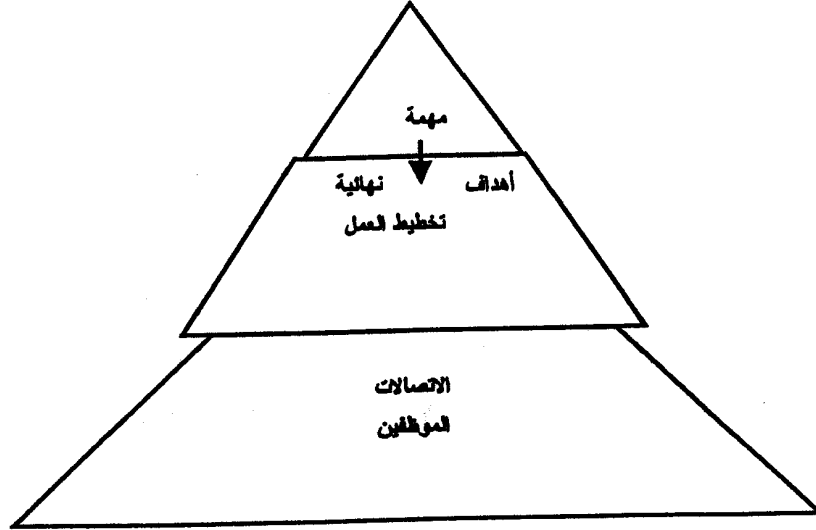 مهمة
أهداف نهائية
تخطيط العمل
الاتصالات
الموظفين